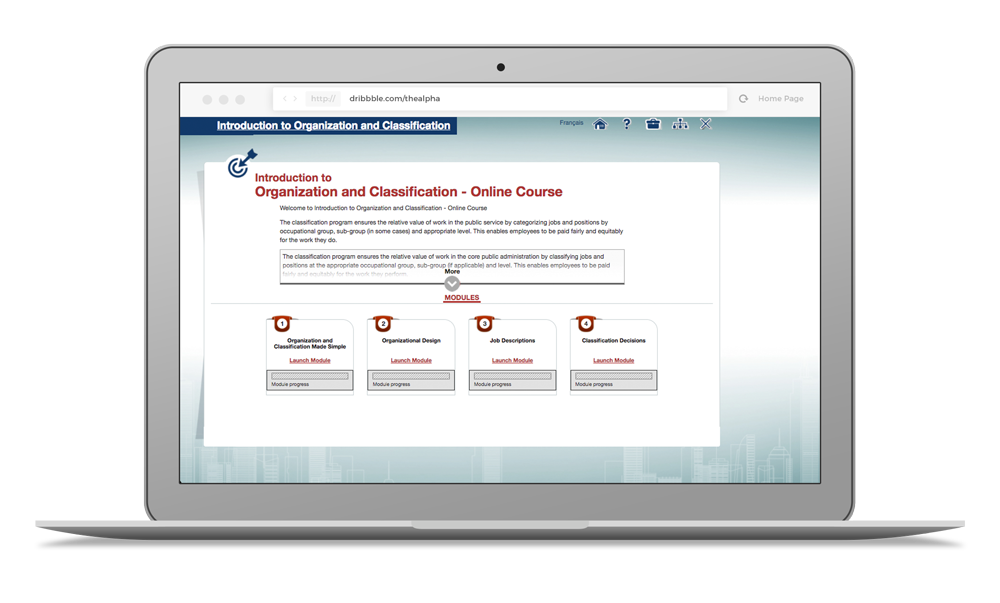 http://
dribbble.com/thealpha
Home Page
Introduction to Organization and Classification
Français
Introduction to
Organization and Classification - Online Course
Welcome to Introduction to Organization and Classification - Online Course
The classification program ensures the relative value of work in the public service by categorizing jobs and positions by
occupational group, sub-group (in some cases) and appropriate level. This enables employees to be paid fairly and equitably
for the work they do.
The classification program ensures the relative value of work in the core public administration by classifying jobs and
positions at the appropriate occupational group, sub-group (if applicable) and level. This enables employees to be paid
fairly and equitably for the work they perform.
More
MODULES
1
Organization and
Classification Made Simple
Launch Module
Module progress
2
Organizational Design
Launch Module
Module progress
3
Job Descriptions
Launch Module
Module progress
4
Classification Decisions
Launch Module
Module progress